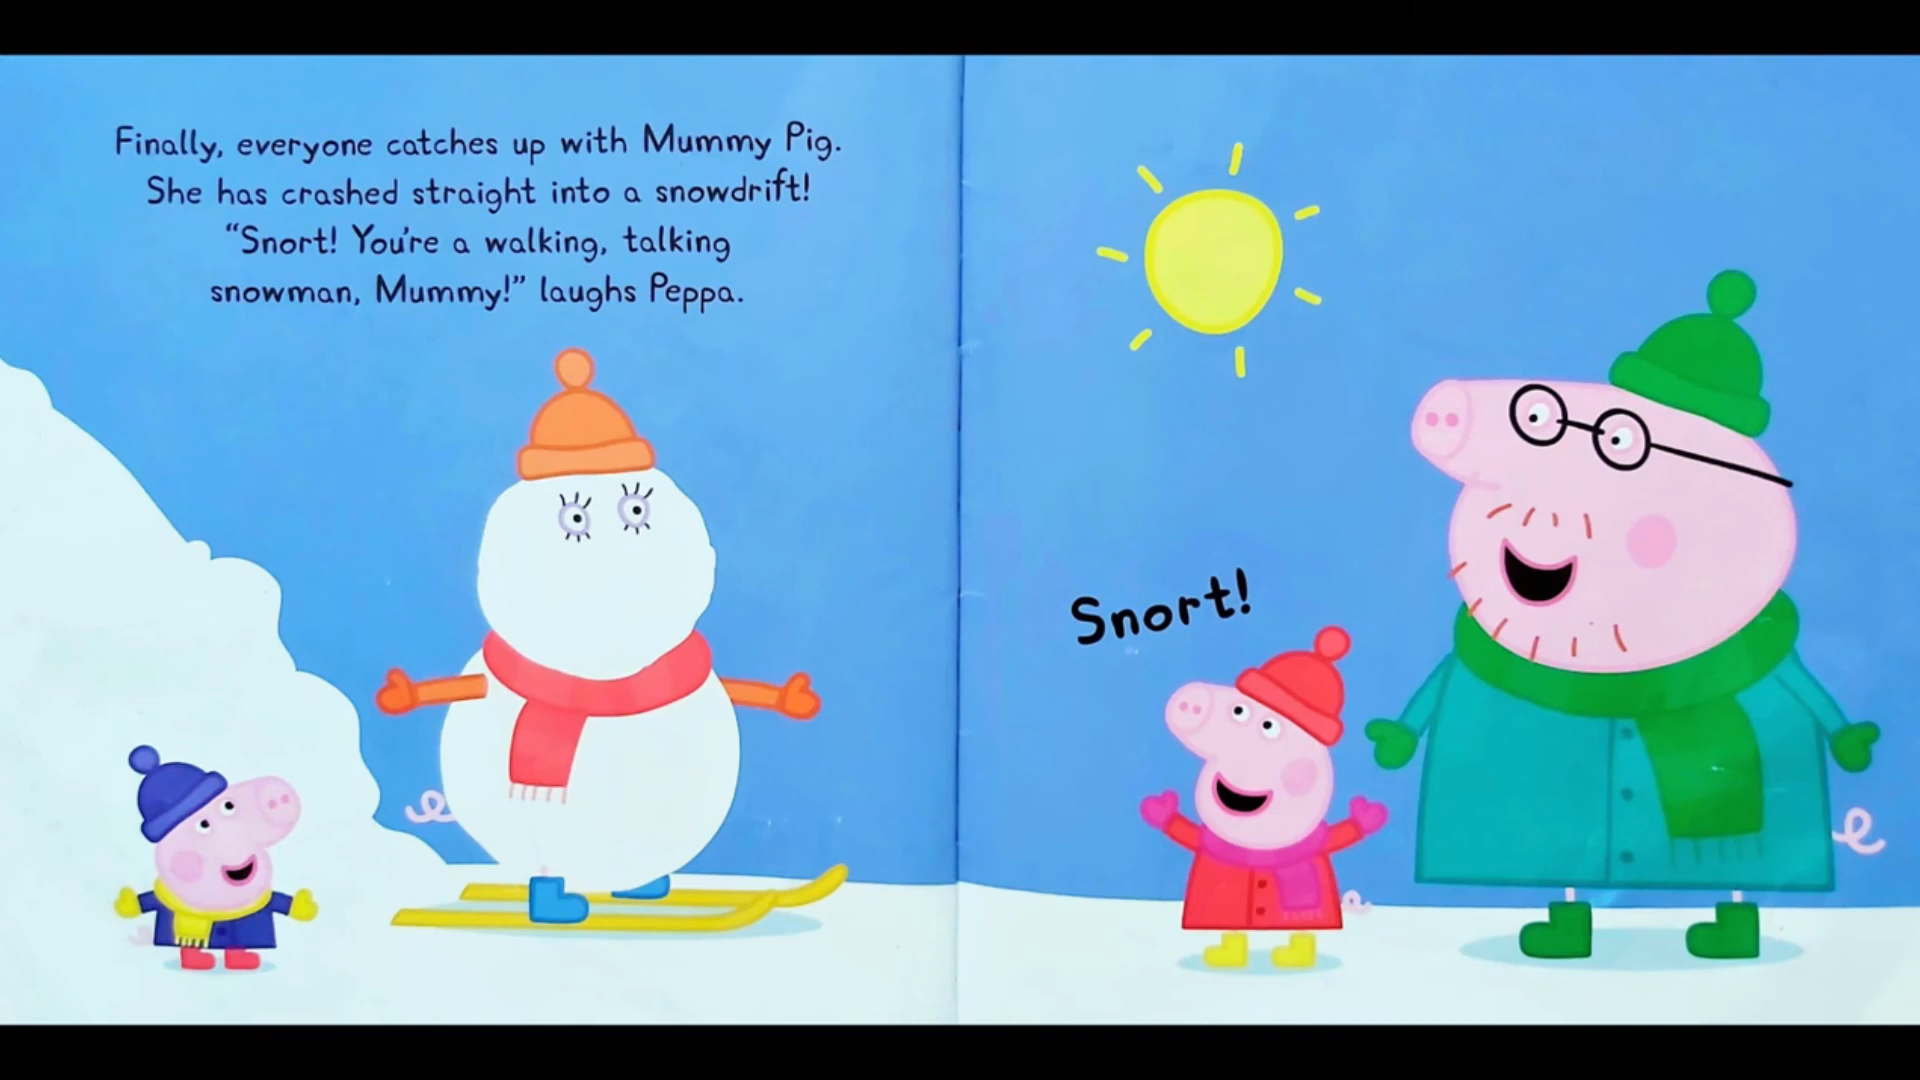 Finally, everyone catches up with Mummy Pig.
She has crashed straight into a snowdrift!
“Snort! You're a walking, talking
snowman, Mummy!” laughs Peppa.
Snort!